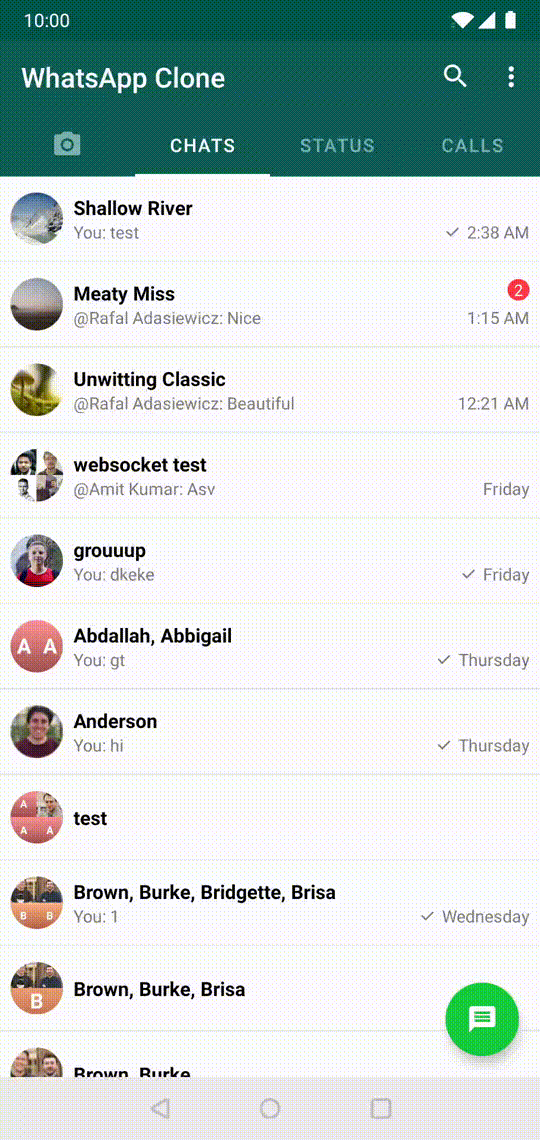 10:00
WhatsApp Clone
CHATS STATUS CALLS
Shallow River
You: test 2:38 AM
Meaty Miss 2
@Rafal Adasiewicz: Nice 1:15 AM
Unwitting Classic
@Rafal Adasiewicz: Beautiful 12:21 AM
websocket test
@Amit Kumar: Asv Friday
grouuup
You: dkeke Friday
A A
Abdallah, Abbigail
You: gt Thursday
Anderson
You: hi Thursday
A
A A
test
Brown, Burke, Bridgette, Brisa
B B
You: 1 Wednesday
Brown, Burke, Brisa
B
Brown, Burke